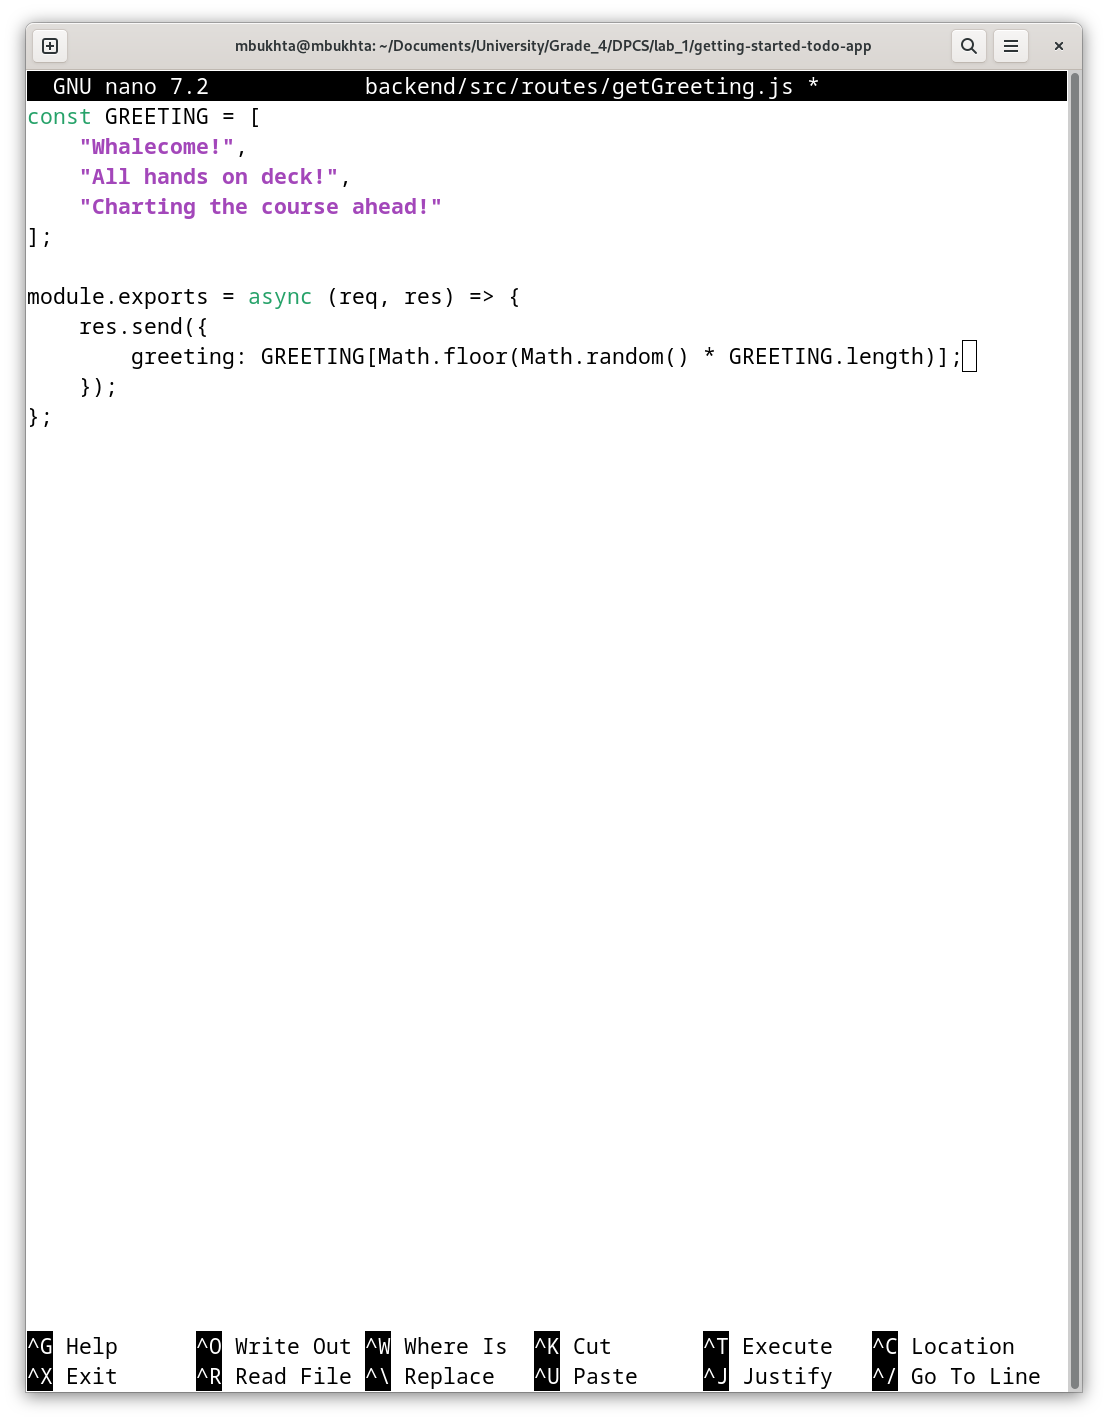 mbukhta@mbukhta: ~/Documents/University/Grade_4/DPCS/lab_1/getting-started-todo-app
GNU nano 7.2 backend/src/routes/getGreeting.js *
const GREETING = [
    "Whalecome!",
    "All hands on deck!",
    "Charting the course ahead!"
];

module.exports = async (req, res) => {
    res.send({
        greeting: GREETING[Math.floor(Math.random() * GREETING.length)];
    });
};
^G Help ^O Write Out ^W Where Is ^K Cut ^T Execute ^C Location
^X Exit ^R Read File ^\ Replace ^U Paste ^J Justify ^/ Go To Line